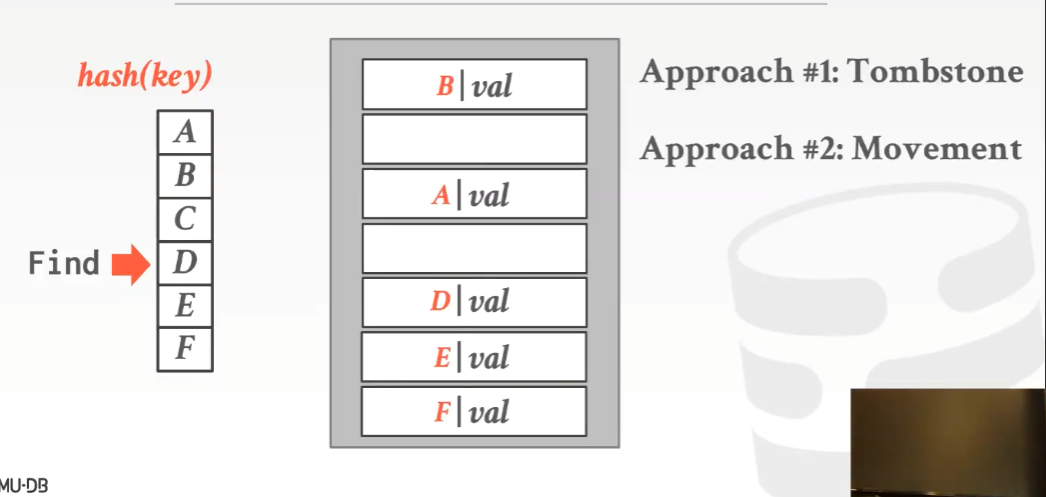 hash(key)
A
B
C
Find D
E
F
B|val
A|val
D|val
E|val
F|val
Approach #1: Tombstone
Approach #2: Movement
MU·DB